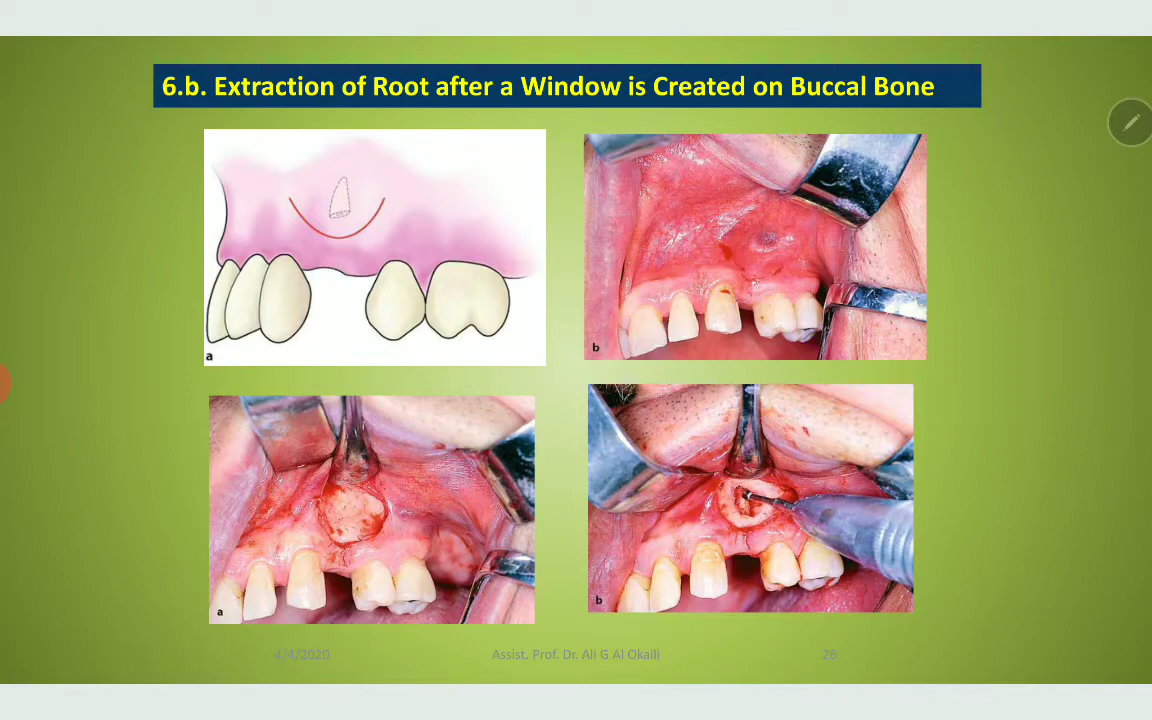 6.b. Extraction of Root after a Window is Created on Buccal Bone
a
b
a
b
4/4/2020
Assist. Prof. Dr. Ali G Al Okaili
26